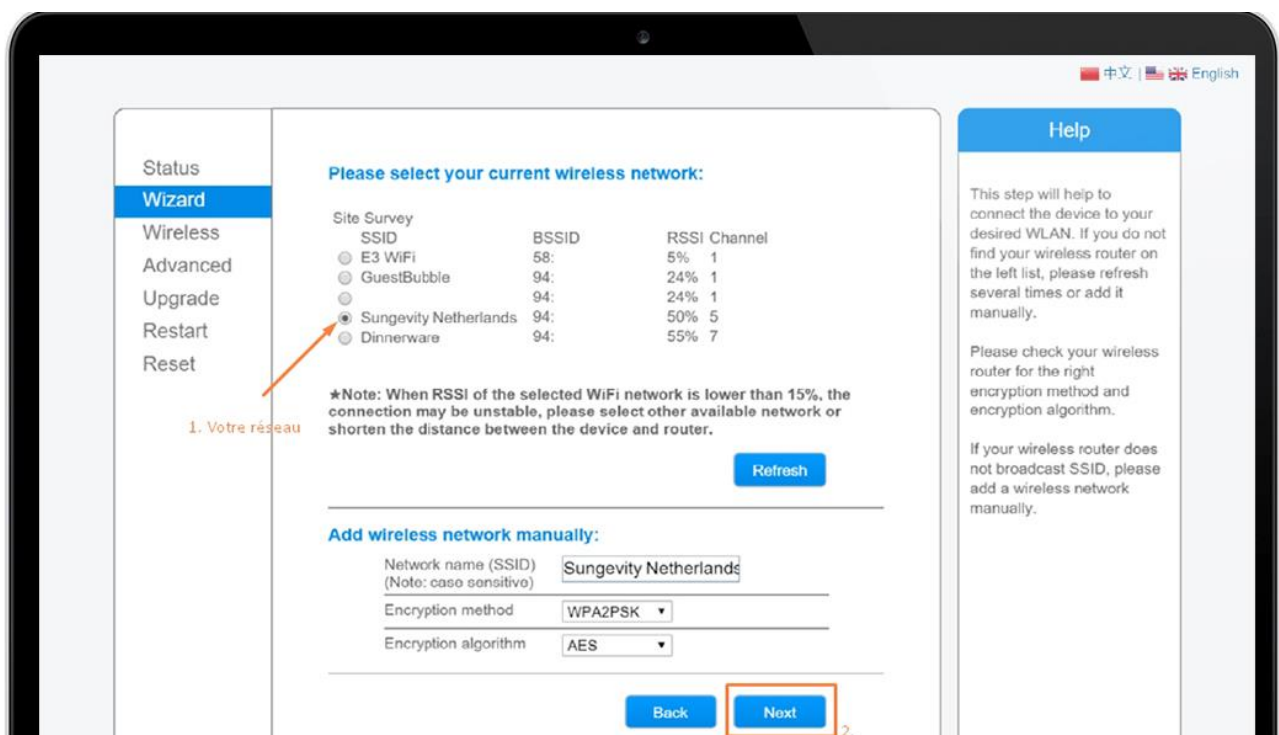 中文 | English
Help
Status
Wizard
Wireless
Advanced
Upgrade
Restart
Reset
Please select your current wireless network:
Site Survey
SSID BSSID RSSI Channel
E3 WiFi 58: 5% 1
GuestBubble 94: 24% 1
94: 24% 1
Sungevity Netherlands 94: 50% 5
Dinnerware 94: 55% 7
1. Votre réseau
★Note: When RSSI of the selected WiFi network is lower than 15%, the
connection may be unstable, please select other available network or
shorten the distance between the device and router.
Refresh
Add wireless network manually:
Network name (SSID) Sungevity Netherlands
(Note: case sensitive)
Encryption method WPA2PSK
Encryption algorithm AES
Back Next
2.
This step will help to
connect the device to your
desired WLAN. If you do not
find your wireless router on
the left list, please refresh
several times or add it
manually.
Please check your wireless
router for the right
encryption method and
encryption algorithm.
If your wireless router does
not broadcast SSID, please
add a wireless network
manually.